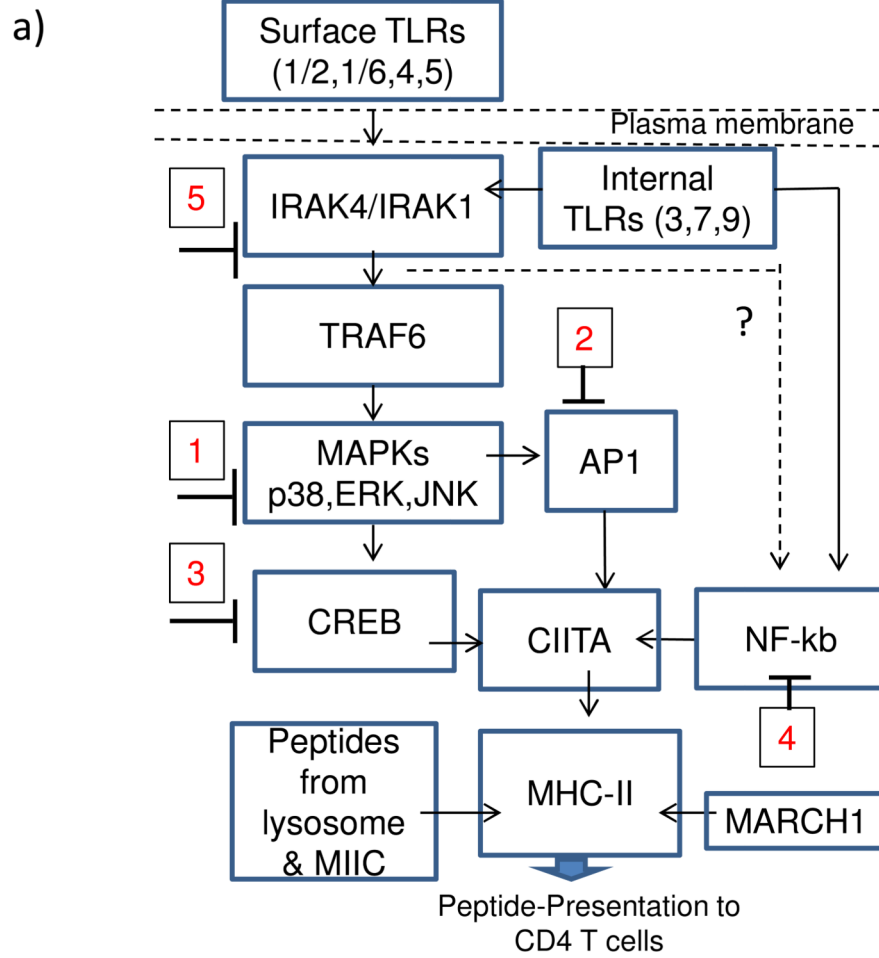 a)
Surface TLRs
(1/2,1/6,4,5)
Plasma membrane
5
IRAK4/IRAK1
Internal
TLRs (3,7,9)
TRAF6
?
2
1
MAPKs
p38,ERK,JNK
AP1
3
CREB
CIITA
NF-kb
4
Peptides
from
lysosome
& MIIC
MHC-II
MARCH1
Peptide-Presentation to
CD4 T cells